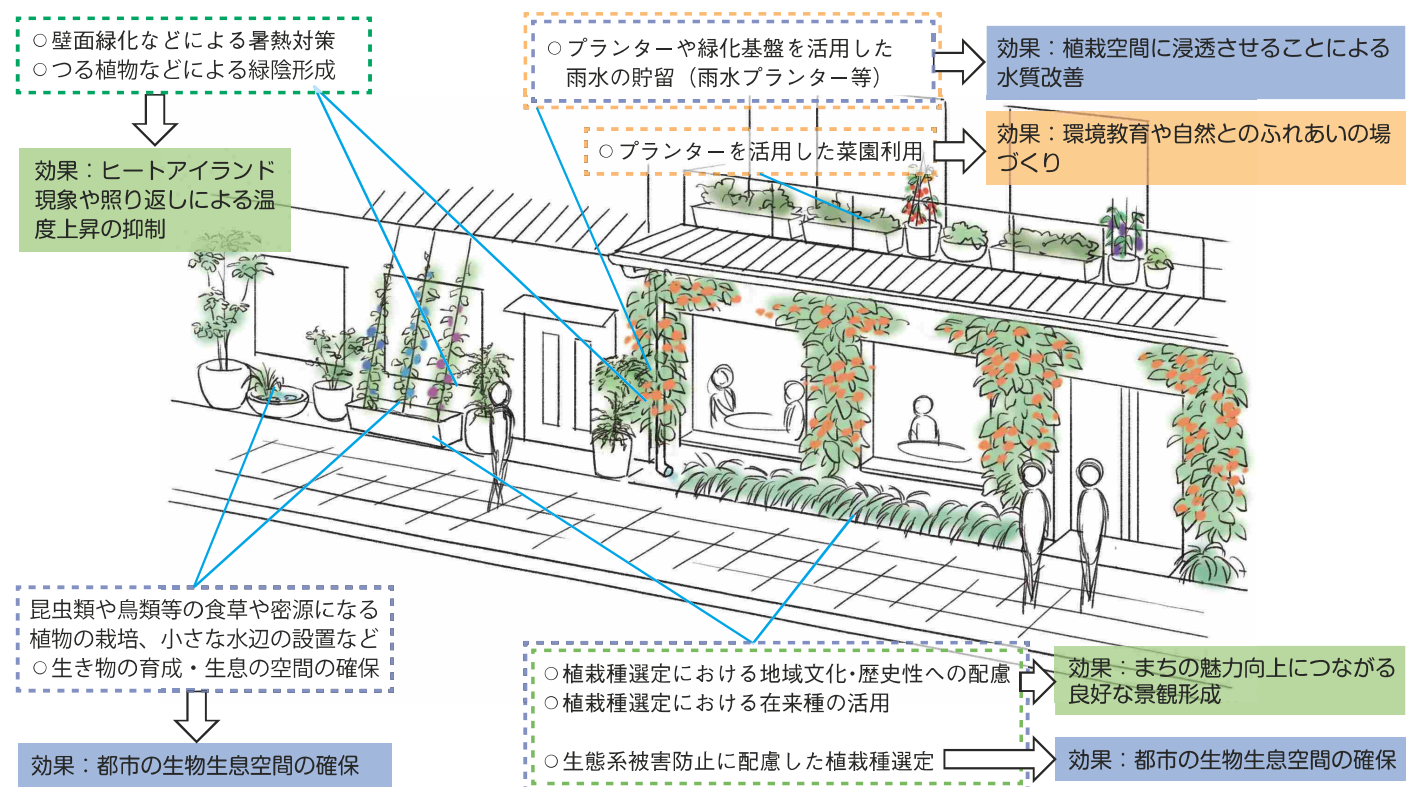 ○壁面緑化などによる暑熱対策
○つる植物などによる緑陰形成
効果：ヒートアイランド
現象や照り返しによる温
度上昇の抑制
○プランターや緑化基盤を活用した
雨水の貯留（雨水プランター等）
効果：植栽空間に浸透させることによる
水質改善
○プランターを活用した菜園利用
効果：環境教育や自然とのふれあいの場
づくり
昆虫類や鳥類等の食草や密源になる
植物の栽培、小さな水辺の設置など
○生き物の育成・生息の空間の確保
効果：都市の生物生息空間の確保
○植栽種選定における地域文化・歴史性への配慮
○植栽種選定における在来種の活用
○生態系被害防止に配慮した植栽種選定
効果：まちの魅力向上につながる
良好な景観形成
効果：都市の生物生息空間の確保